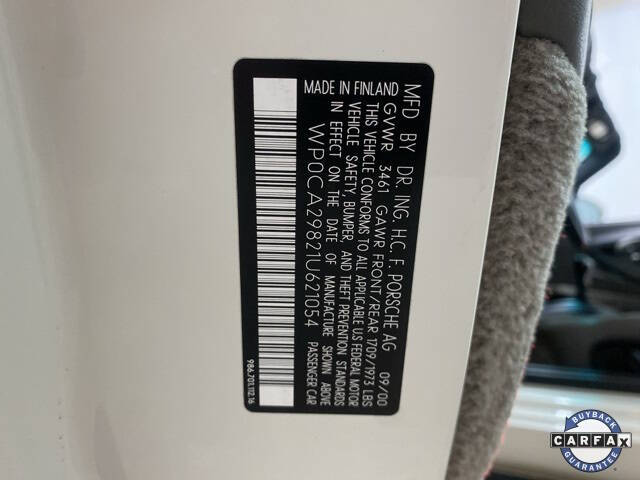 MFD BY DR. ING. H.C. F. PORSCHE AG 09/00
GVWR 3461 GAWR FRONT/REAR 1709/1973 LBS
THIS VEHICLE CONFORMS TO ALL APPLICABLE US FEDERAL MOTOR
VEHICLE SAFETY, BUMPER, AND THEFT PREVENTION STANDARDS
IN EFFECT ON THE DATE OF MANUFACTURE SHOWN ABOVE
MADE IN FINLAND
WP0CA29821U621054
PASSENGER CAR
986.701.112.16
BUYBACK
CARFAX
GUARANTEE